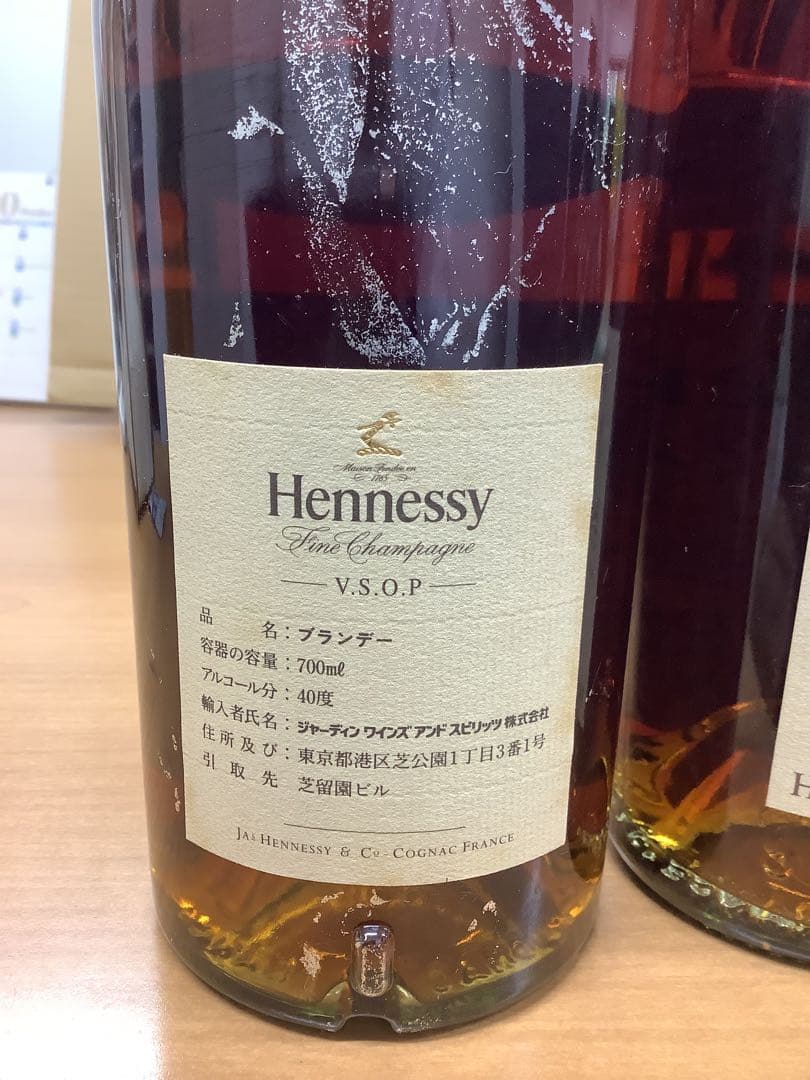 Maison Fondée en
1765
Hennessy
Fine Champagne
V.S.O.P
品 名：ブランデー
容器の容量：700mℓ
アルコール分：40度
輸入者氏名：ジャーディン ワインズ アンド スピリッツ 株式会社
住所及び：東京都港区芝公園1丁目3番1号
引取先 芝留園ビル
JAS HENNESSY & CO - COGNAC FRANCE
H